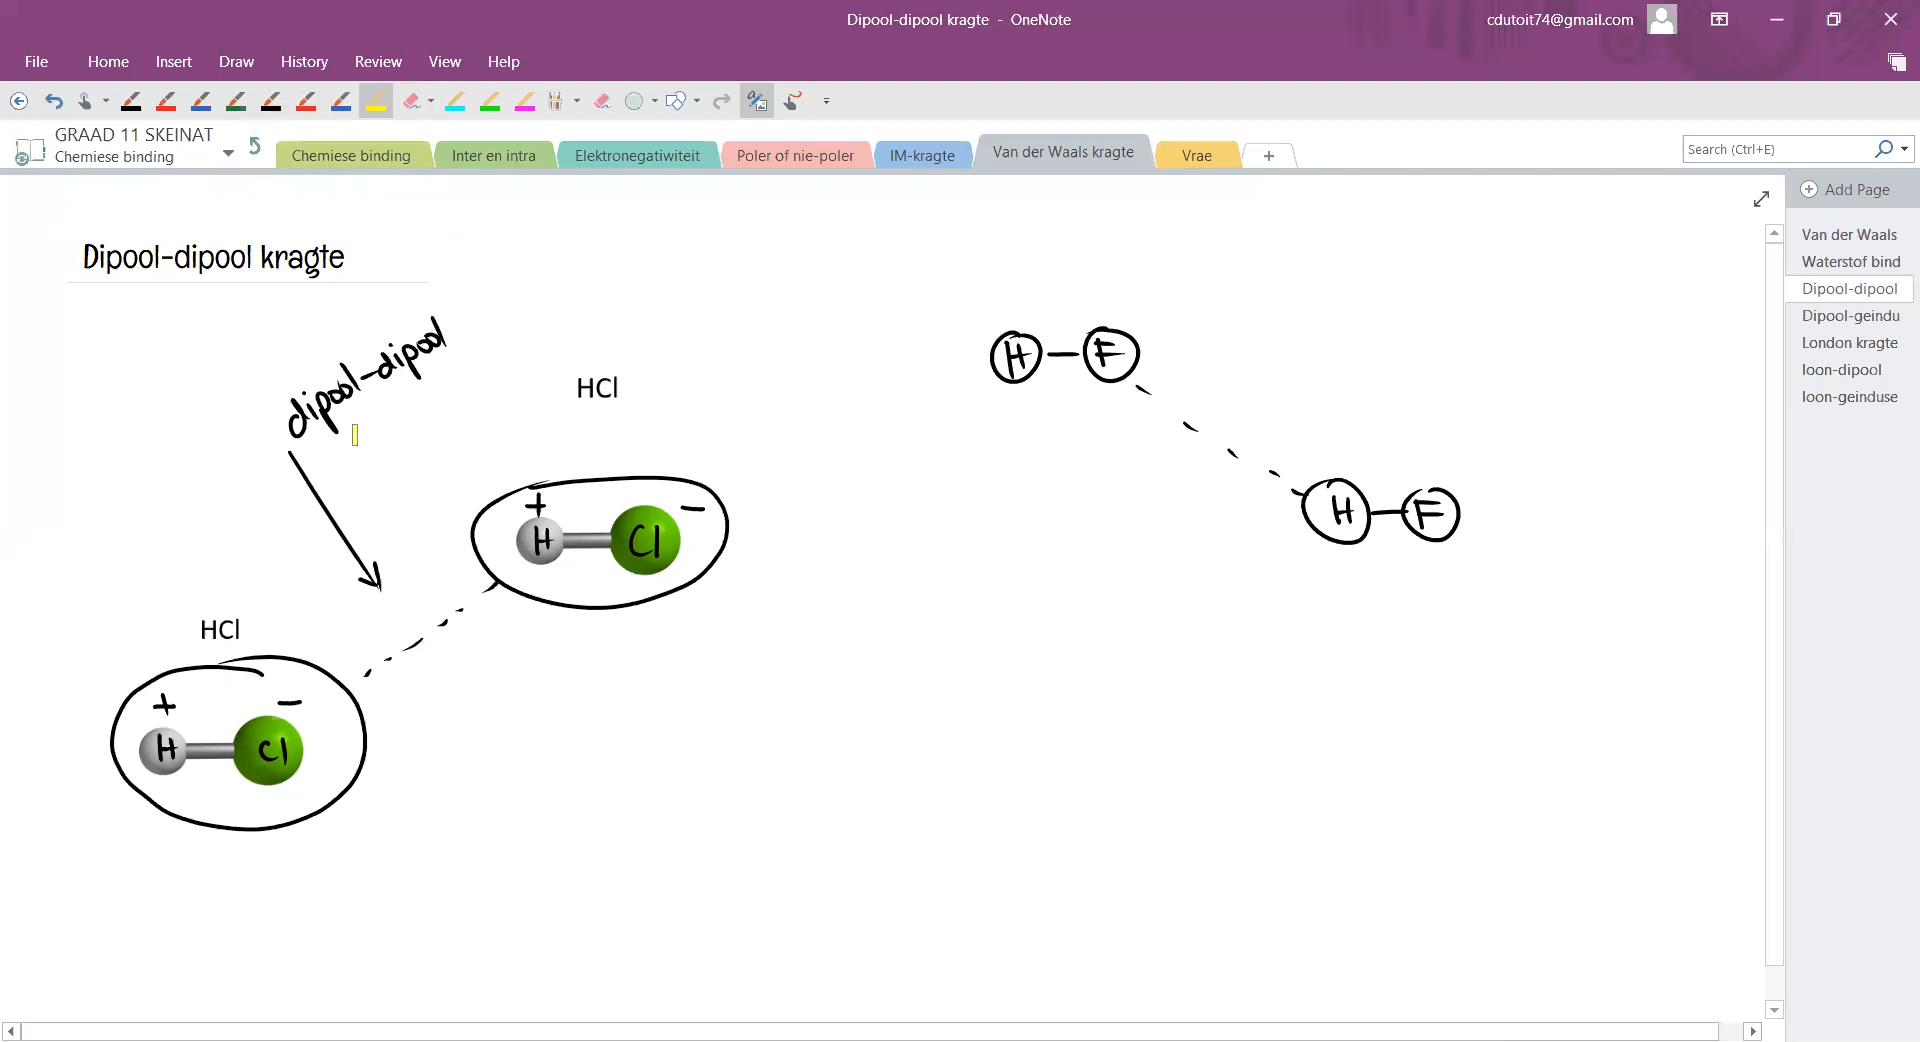 Dipool-dipool kragte - OneNote
cdutoit74@gmail.com
File Home Insert Draw History Review View Help
GRAAD 11 SKEINAT
Chemiese binding
Chemiese binding Inter en intra Elektronegatiwiteit Poler of nie-poler IM-kragte Van der Waals kragte Vrae +
Search (Ctrl+E)
Add Page
Van der Waals
Waterstof bind
Dipool-dipool
Dipool-geindu
London kragte
Ioon-dipool
Ioon-geinduse
Dipool-dipool kragte
dipool-dipool
HCl
+ -
H Cl
HCl
+ -
H Cl
H - F
H - F